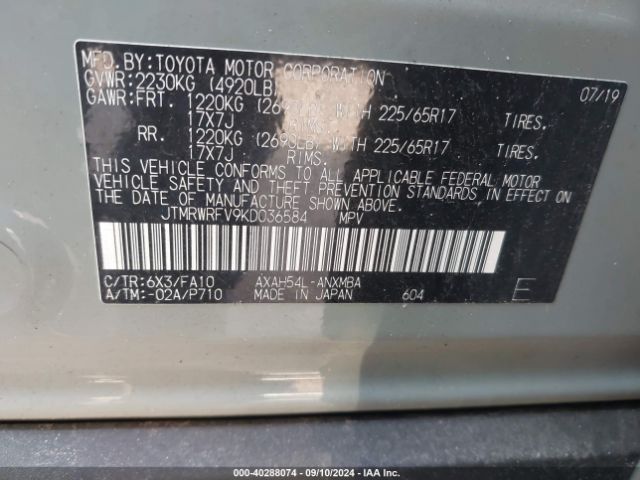 MFD.BY:TOYOTA MOTOR CORPORATION 07/19
GVWR:2230KG (4920LB)
GAWR:FRT. 1220KG WITH 225/65R17 TIRES.
17X7J RIMS.
RR. 1220KG (2693LB) WITH 225/65R17 TIRES.
17X7J RIMS.
THIS VEHICLE CONFORMS TO ALL APPLICABLE FEDERAL MOTOR
VEHICLE SAFETY AND THEFT PREVENTION STANDARDS IN EFFECT ON
THE DATE OF MANUFACTURE SHOWN ABOVE.
JTMRWRFV9KD036584 MPV
C/TR:6X3/FA10 AXAH54L-ANXMBA
A/TM:-02A/P710 MADE IN JAPAN 604 E
000-40288074 | 09/10/2024 | IAA Inc.